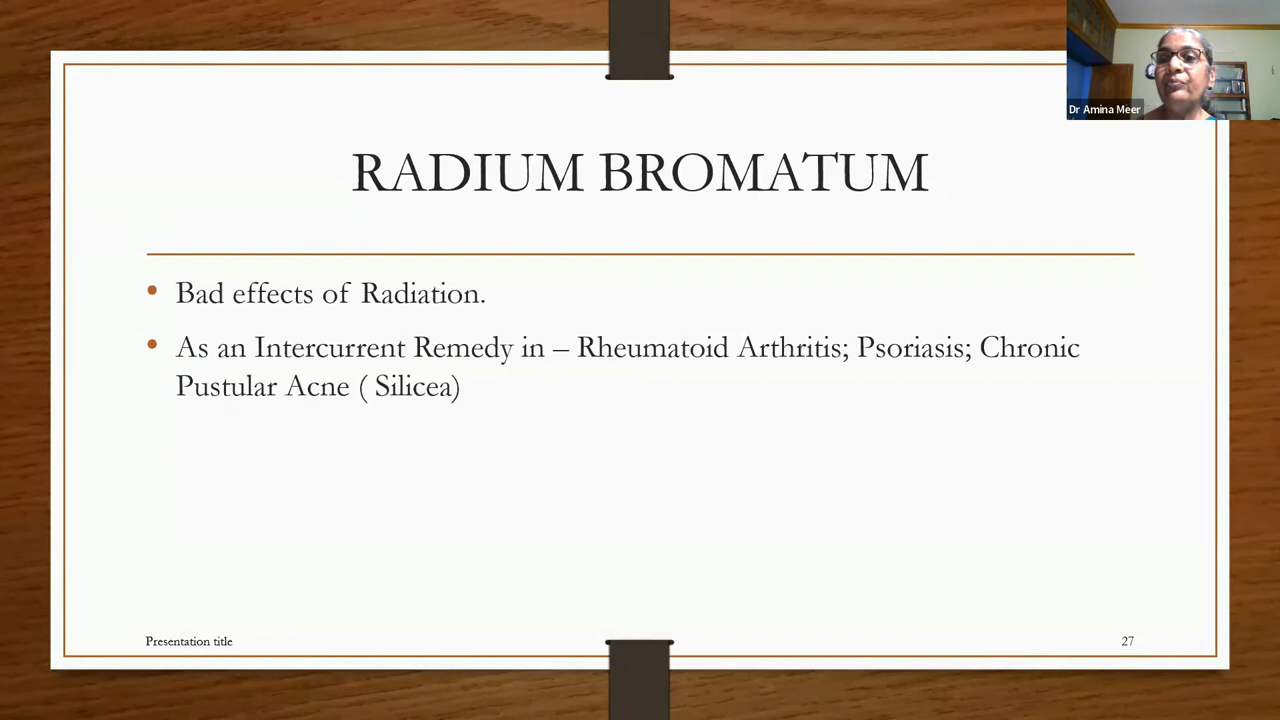 Dr Amina Meer
RADIUM BROMATUM
• Bad effects of Radiation.
• As an Intercurrent Remedy in – Rheumatoid Arthritis; Psoriasis; Chronic
Pustular Acne ( Silicea)
Presentation title
27